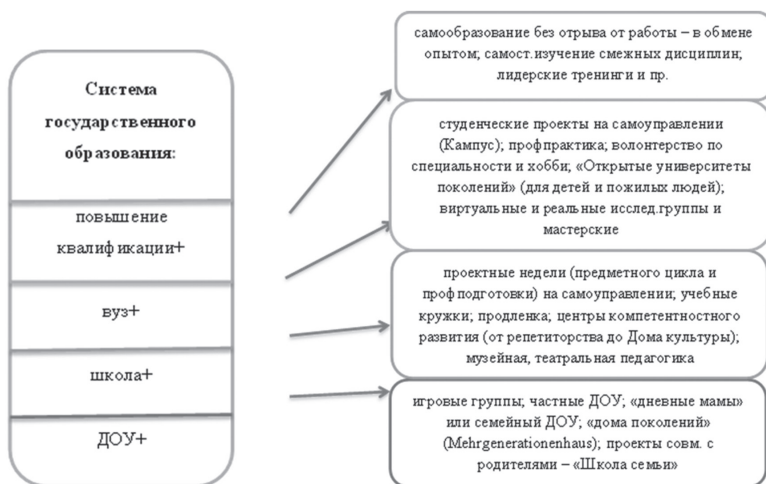 Система
государственного
образования:
повышение
квалификации+
вуз+
школа+
ДОУ+
самообразование без отрыва от работы – в обмене
опытом; самост.изучение смежных дисциплин;
лидерские тренинги и пр.
студенческие проекты на самоуправлении
(Кампус); профпрактика; волонтерство по
специальности и хобби; «Открытые университеты
поколений» (для детей и пожилых людей);
виртуальные и реальные исслед.группы и
мастерские
проектные недели (предметного цикла и
профподготовки) на самоуправлении; учебные
кружки; продленка; центры компетентностного
развития (от репетиторства до Дома культуры);
музейная, театральная педагогика
игровые группы; частные ДОУ; «дневные мамы»
или семейный ДОУ; «дома поколений»
(Mehrgenerationenhaus); проекты совм. с
родителями – «Школа семьи»